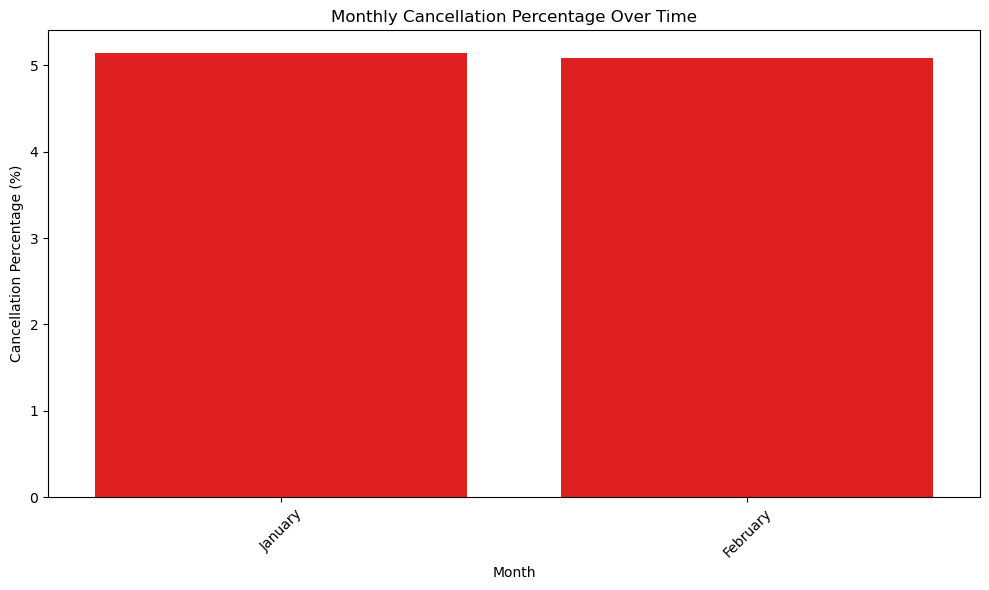 Monthly Cancellation Percentage Over Time
Cancellation Percentage (%)
5
4
3
2
1
0
January
February
Month